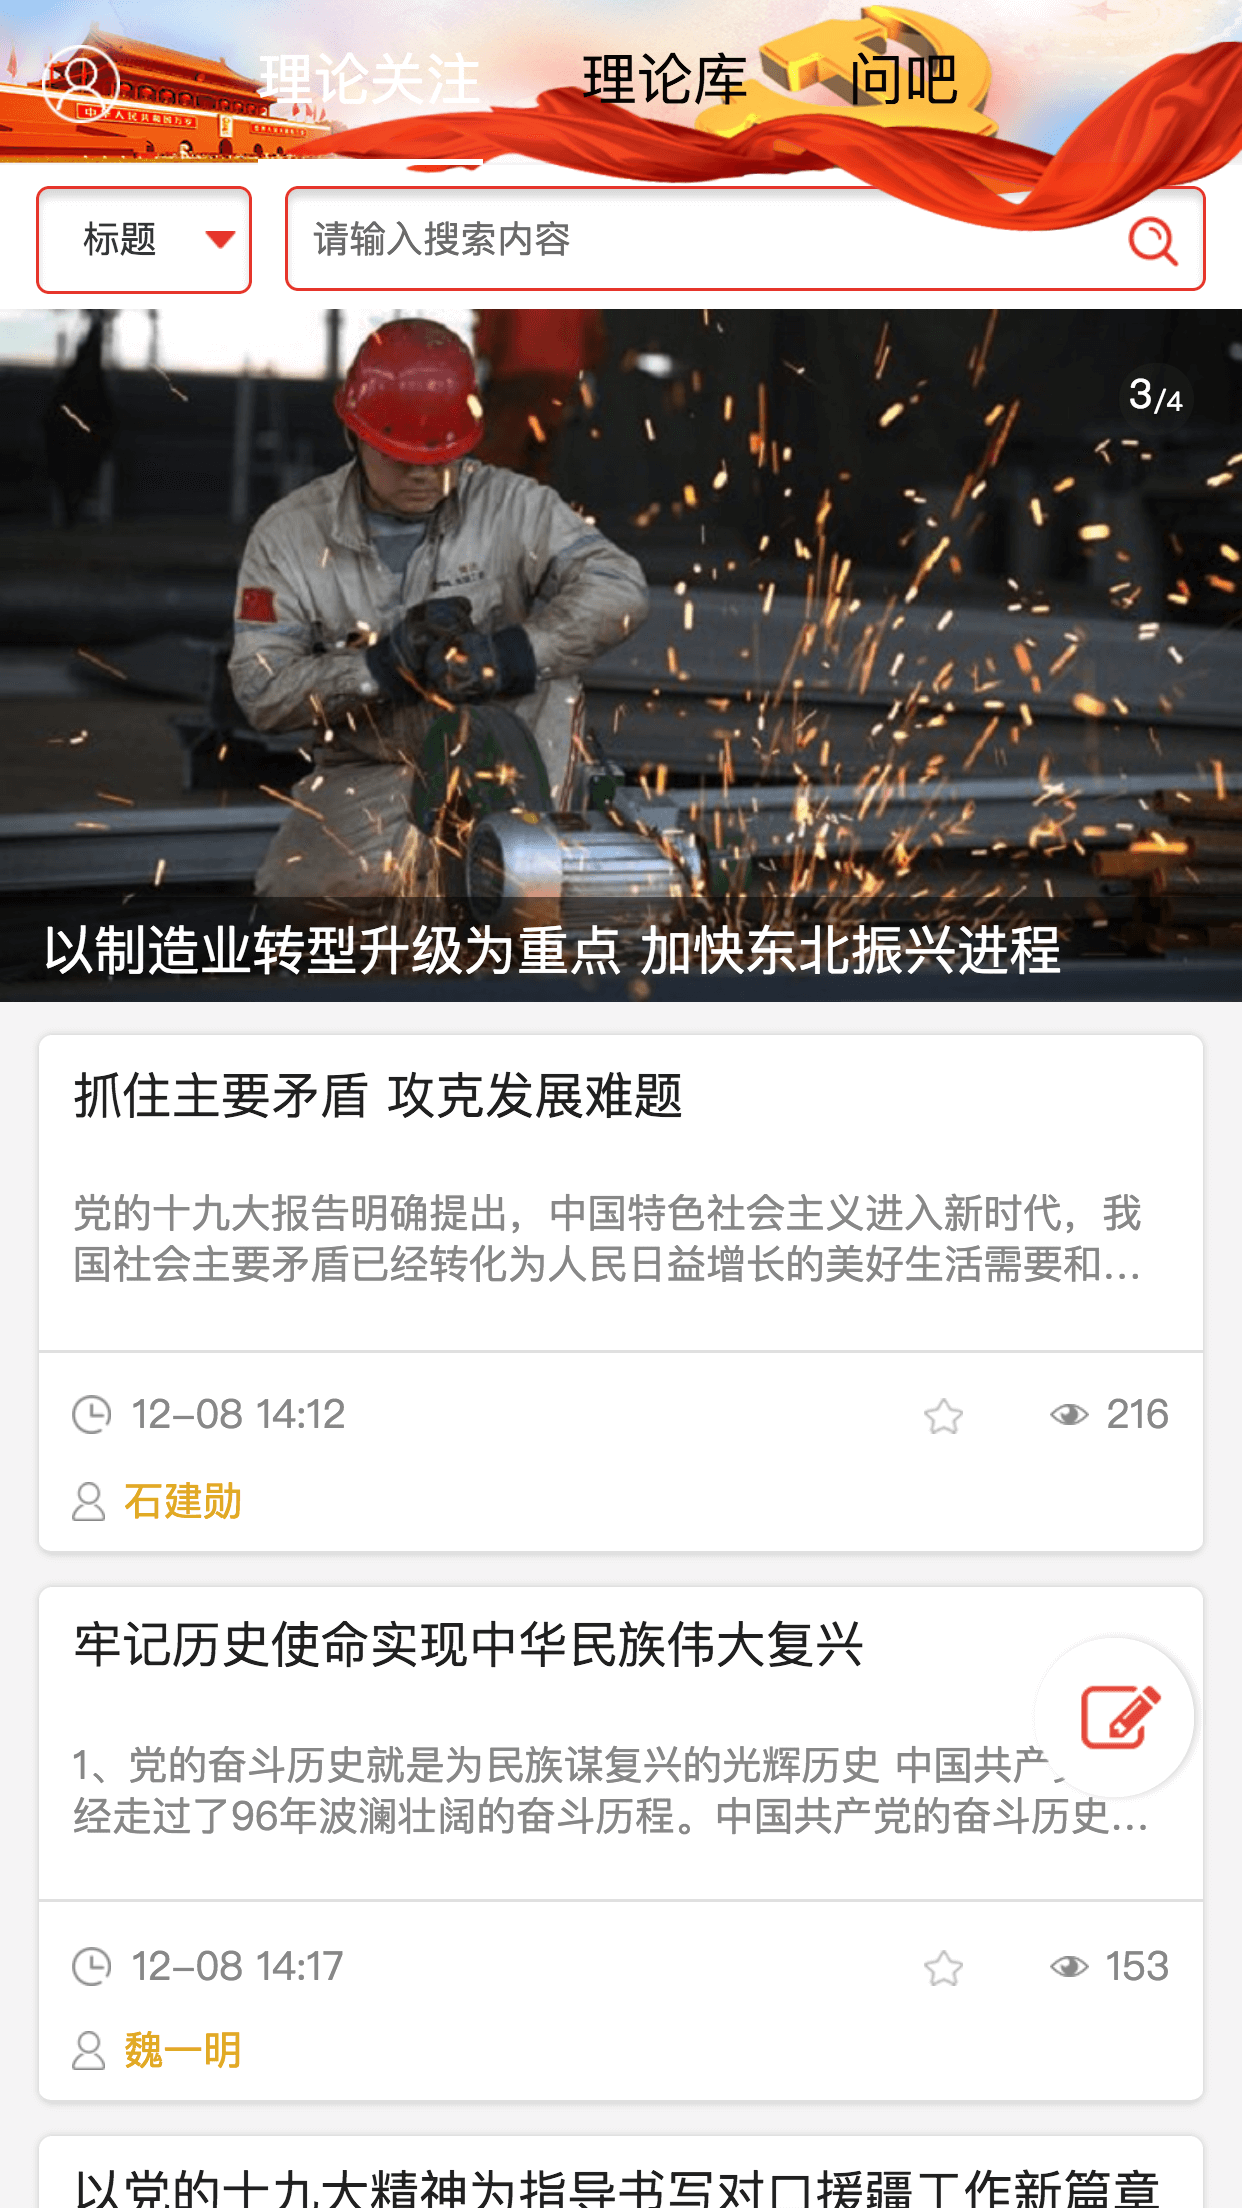 理论关注
理论库
问吧
中华人民共和国万岁
标题
请输入搜索内容
3/4
以制造业转型升级为重点 加快东北振兴进程
抓住主要矛盾 攻克发展难题
党的十九大报告明确提出，中国特色社会主义进入新时代，我
国社会主要矛盾已经转化为人民日益增长的美好生活需要和...
12-08 14:12
216
石建勋
牢记历史使命实现中华民族伟大复兴
1、党的奋斗历史就是为民族谋复兴的光辉历史 中国共产
经走过了96年波澜壮阔的奋斗历程。中国共产党的奋斗历史...
12-08 14:17
153
魏一明
以党的十九大精神为指导书写对口援疆工作新篇章